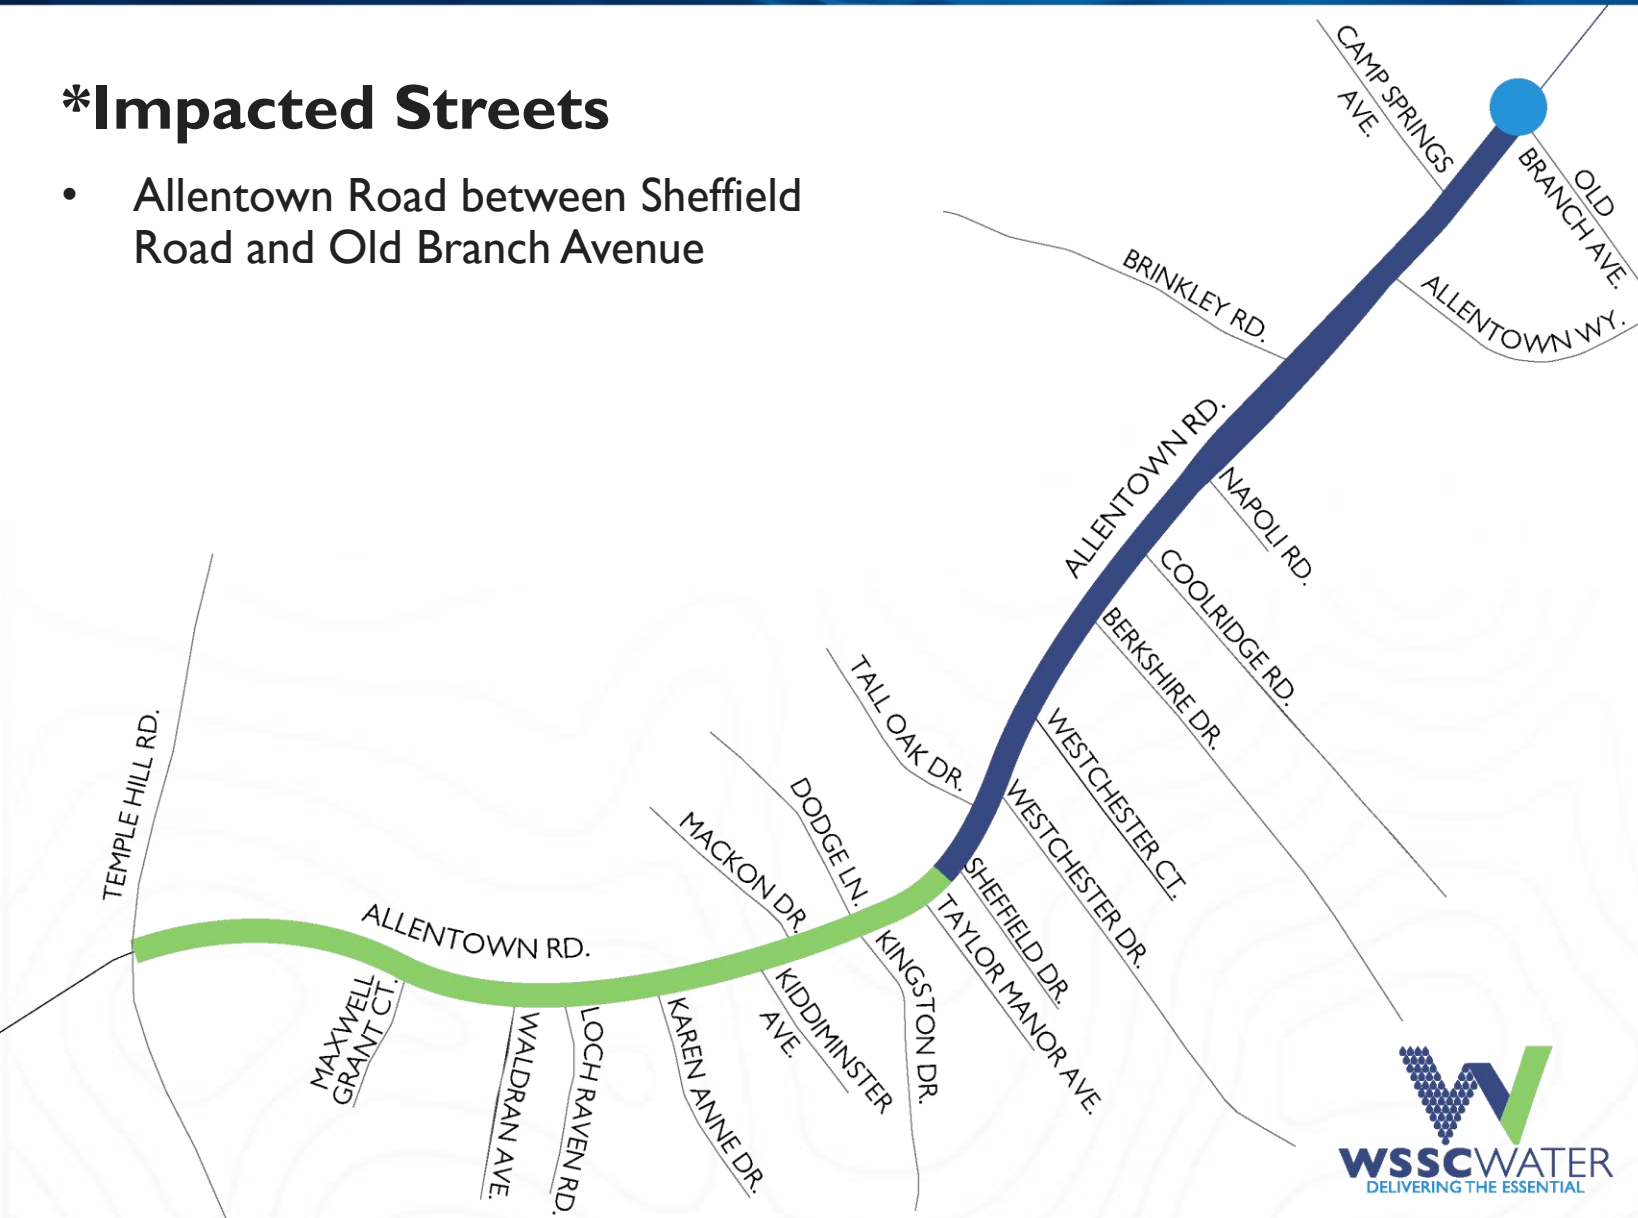 *Impacted Streets
• Allentown Road between Sheffield
Road and Old Branch Avenue
CAMP SPRINGS
AVE.
OLD
BRANCH AVE.
BRINKLEY RD.
ALLENTOWN WY.
ALLENTOWN RD.
NAPOLI RD.
COOLRIDGE RD.
BERKSHIRE DR.
TALL OAK DR.
WESTCHESTER CT.
WESTCHESTER DR.
DODGE LN.
MACKON DR.
TEMPLE HILL RD.
SHEFFIELD DR.
TAYLOR MANOR AVE.
ALLENTOWN RD.
KINGSTON DR.
KIDDIMINSTER
AVE.
MAXWELL
GRANT CT.
WALDRAN AVE.
LOCH RAVEN RD.
KAREN ANNE DR.
WSSCWATER
DELIVERING THE ESSENTIAL